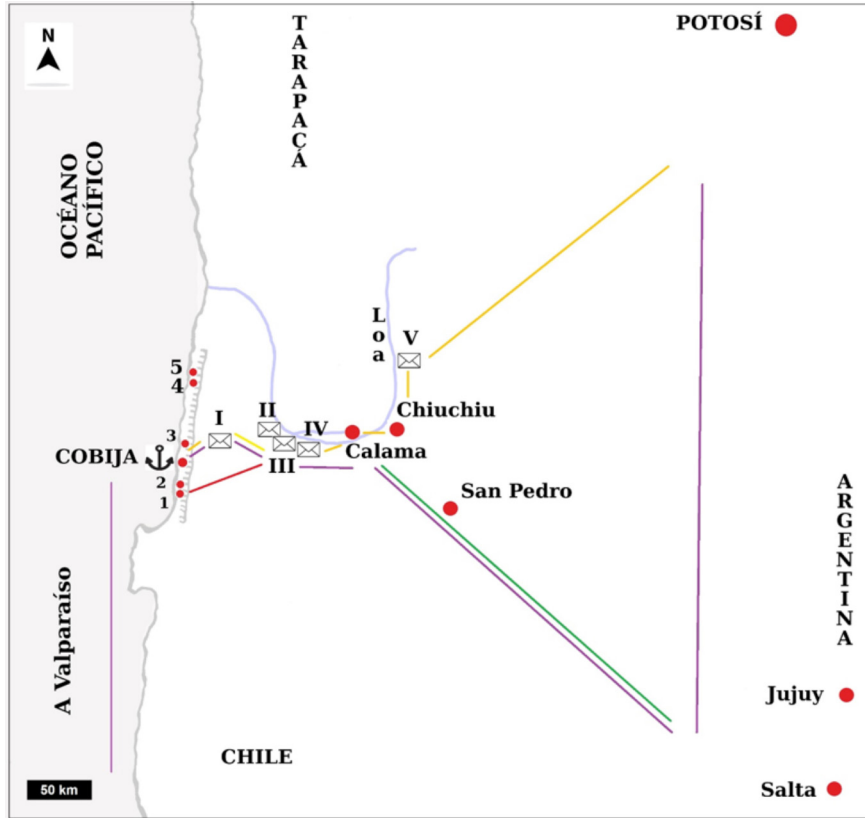 N
TARAPACÁ
POTOSÍ
OCÉANO
PACÍFICO
Loa
V
5
4
Chiuchiu
I
II
3
IV
COBIJA
Calama
III
2
1
San Pedro
ARGENTINA
A Valparaíso
Jujuy
CHILE
50 km
Salta